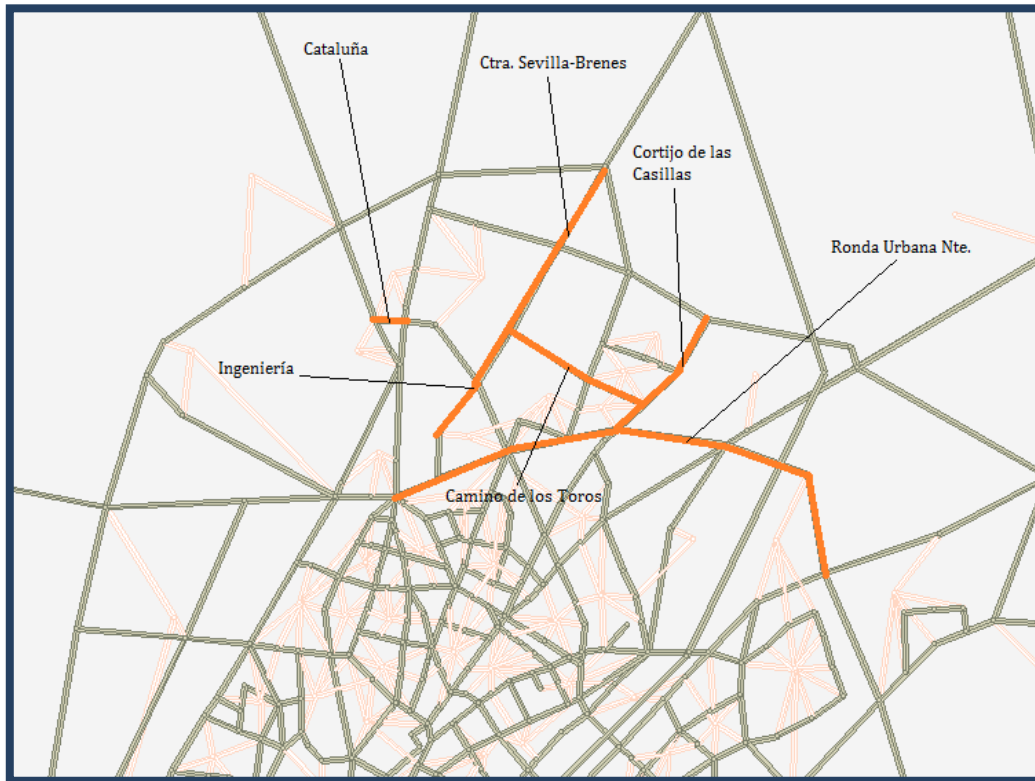 Cataluña
Ctra. Sevilla-Brenes
Cortijo de las
Casillas
Ronda Urbana Nte.
Ingeniería
Camino de los Toros